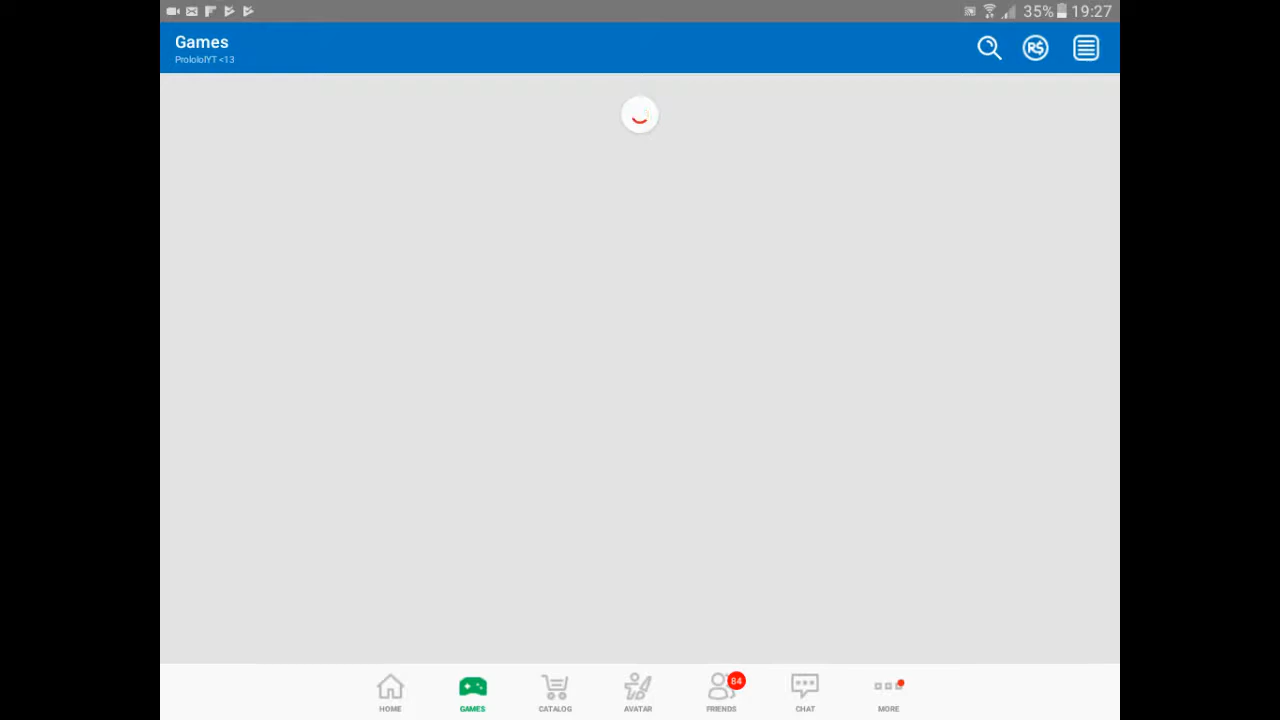 35% 19:27
Games
ProloloIYT <13
R$
HOME
GAMES
CATALOG
AVATAR
84
FRIENDS
CHAT
MORE